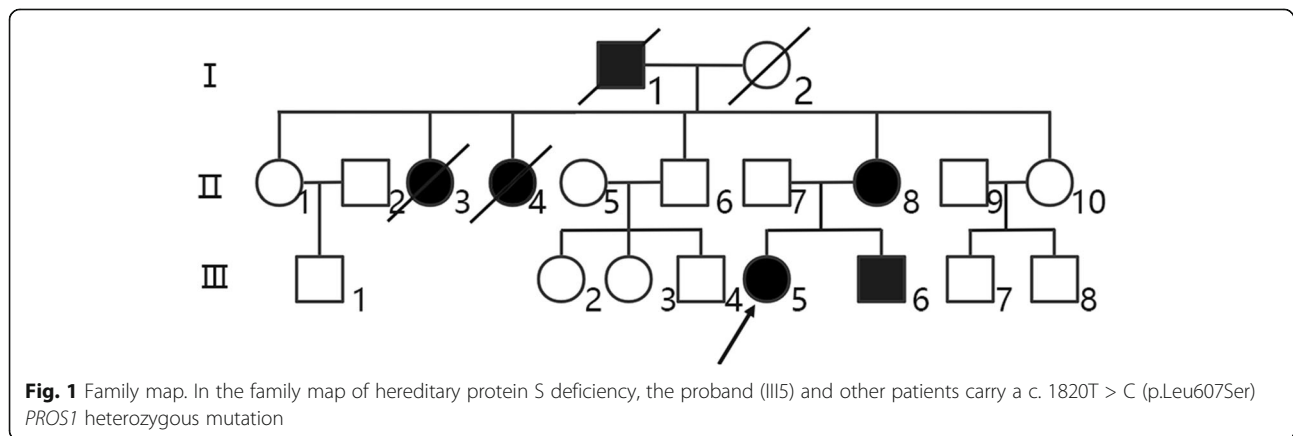 I 1 2
II 1 2 3 4 5 6 7 8 9 10
III 1 2 3 4 5 6 7 8
Fig. 1 Family map. In the family map of hereditary protein S deficiency, the proband (III5) and other patients carry a c. 1820T > C (p.Leu607Ser)
PROS1 heterozygous mutation